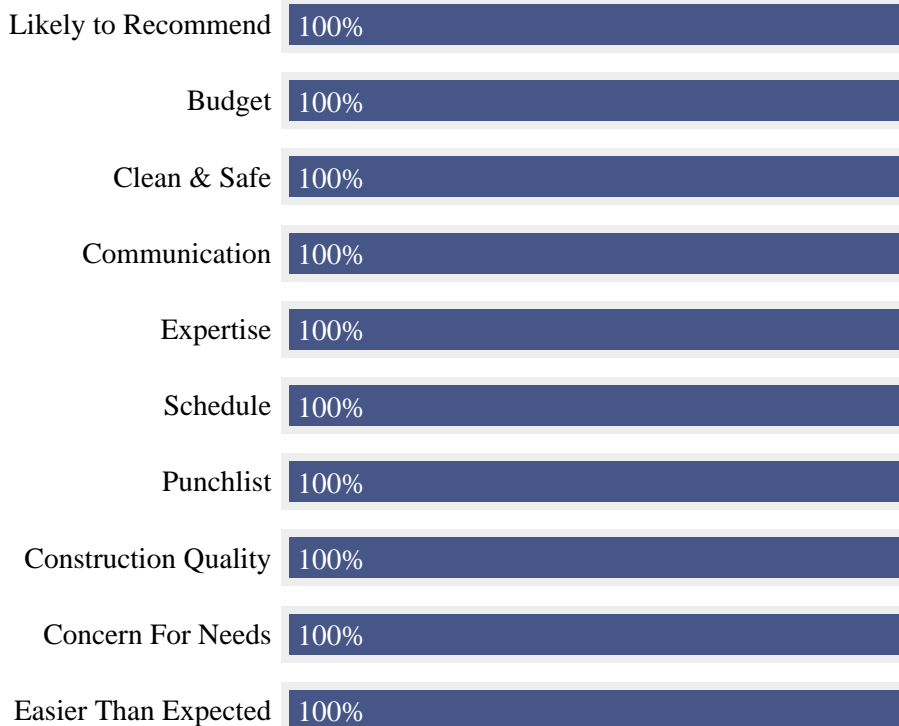 Likely to Recommend 100%
Budget 100%
Clean & Safe 100%
Communication 100%
Expertise 100%
Schedule 100%
Punchlist 100%
Construction Quality 100%
Concern For Needs 100%
Easier Than Expected 100%